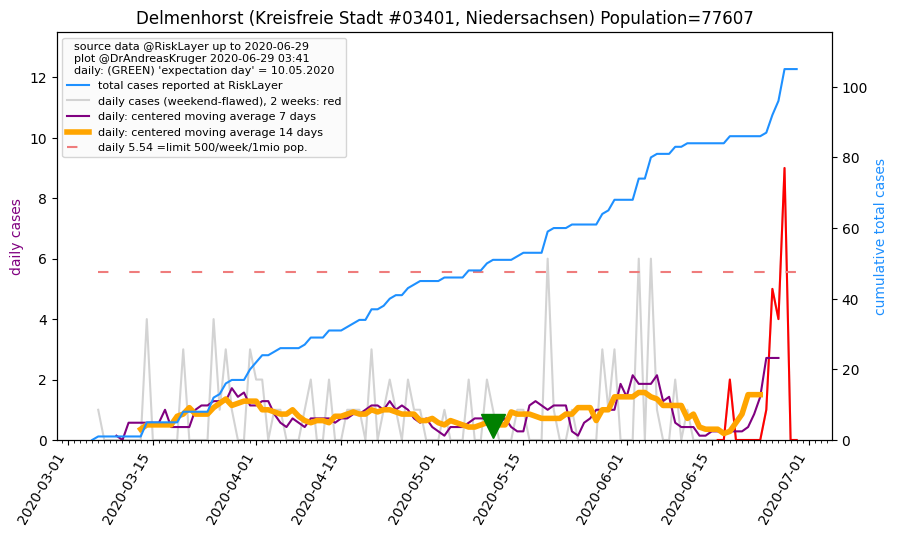 Delmenhorst (Kreisfreie Stadt #03401, Niedersachsen) Population=77607
source data @RiskLayer up to 2020-06-29
plot @DrAndreasKruger 2020-06-29 03:41
daily: (GREEN) 'expectation day' = 10.05.2020
total cases reported at RiskLayer
daily cases (weekend-flawed), 2 weeks: red
daily: centered moving average 7 days
daily: centered moving average 14 days
daily 5.54 =limit 500/week/1mio pop.
daily cases
12
10
8
6
4
2
0
100
80
60
40
20
0
cumulative total cases
2020-03-01
2020-03-15
2020-04-01
2020-04-15
2020-05-01
2020-05-15
2020-06-01
2020-06-15
2020-07-01